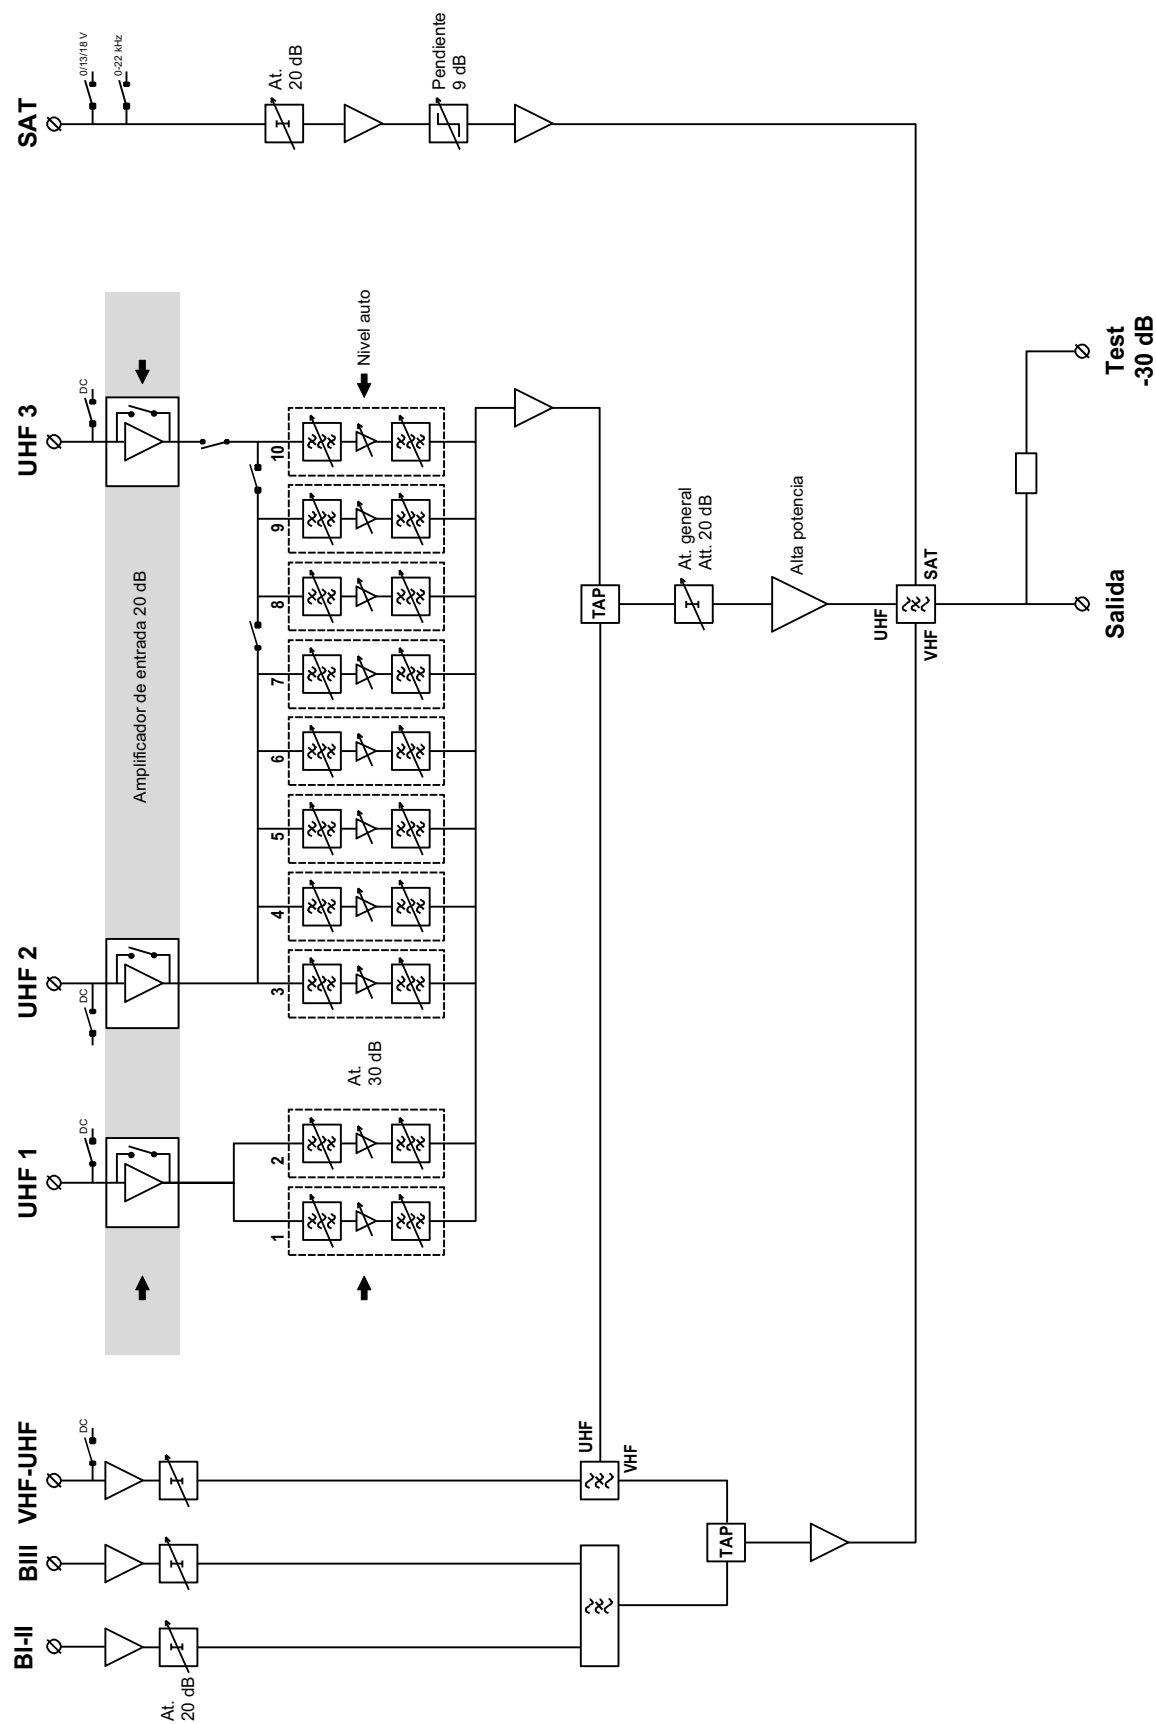 BI-II
BIII
VHF-UHF
UHF 1
UHF 2
UHF 3
SAT
DC
DC
DC
DC
0/13/18 V
0-22 kHz
Amplificador de entrada 20 dB
At.
20 dB
At.
20 dB
1
2
3
4
5
6
7
8
9
10
At.
30 dB
Nivel auto
Pendiente
9 dB
UHF
VHF
TAP
TAP
At. general
Att. 20 dB
Alta potencia
VHF
UHF
SAT
Salida
Test
-30 dB